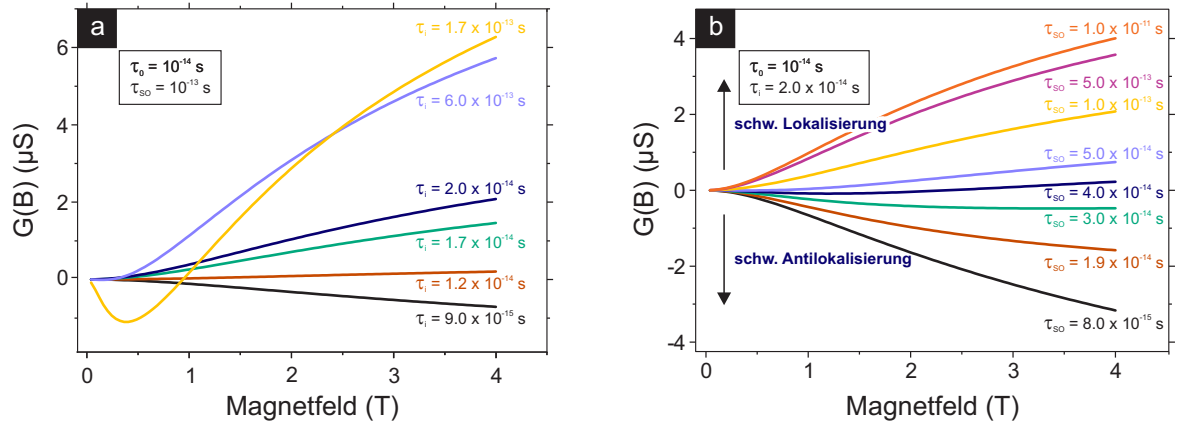 a
τ₀ = 10⁻¹⁴ s
τSO = 10⁻¹³ s
τi = 1.7 x 10⁻¹³ s
τi = 6.0 x 10⁻¹³ s
τi = 2.0 x 10⁻¹⁴ s
τi = 1.7 x 10⁻¹⁴ s
τi = 1.2 x 10⁻¹⁴ s
τi = 9.0 x 10⁻¹⁵ s
6
4
2
0
G(B) (µS)
0 1 2 3 4
Magnetfeld (T)
b
τ₀ = 10⁻¹⁴ s
τi = 2.0 x 10⁻¹⁴ s
schw. Lokalisierung
schw. Antilokalisierung
τSO = 1.0 x 10⁻¹¹ s
τSO = 5.0 x 10⁻¹³ s
τSO = 1.0 x 10⁻¹³ s
τSO = 5.0 x 10⁻¹⁴ s
τSO = 4.0 x 10⁻¹⁴ s
τSO = 3.0 x 10⁻¹⁴ s
τSO = 1.9 x 10⁻¹⁴ s
τSO = 8.0 x 10⁻¹⁵ s
4
2
0
-2
-4
G(B) (µS)
0 1 2 3 4
Magnetfeld (T)